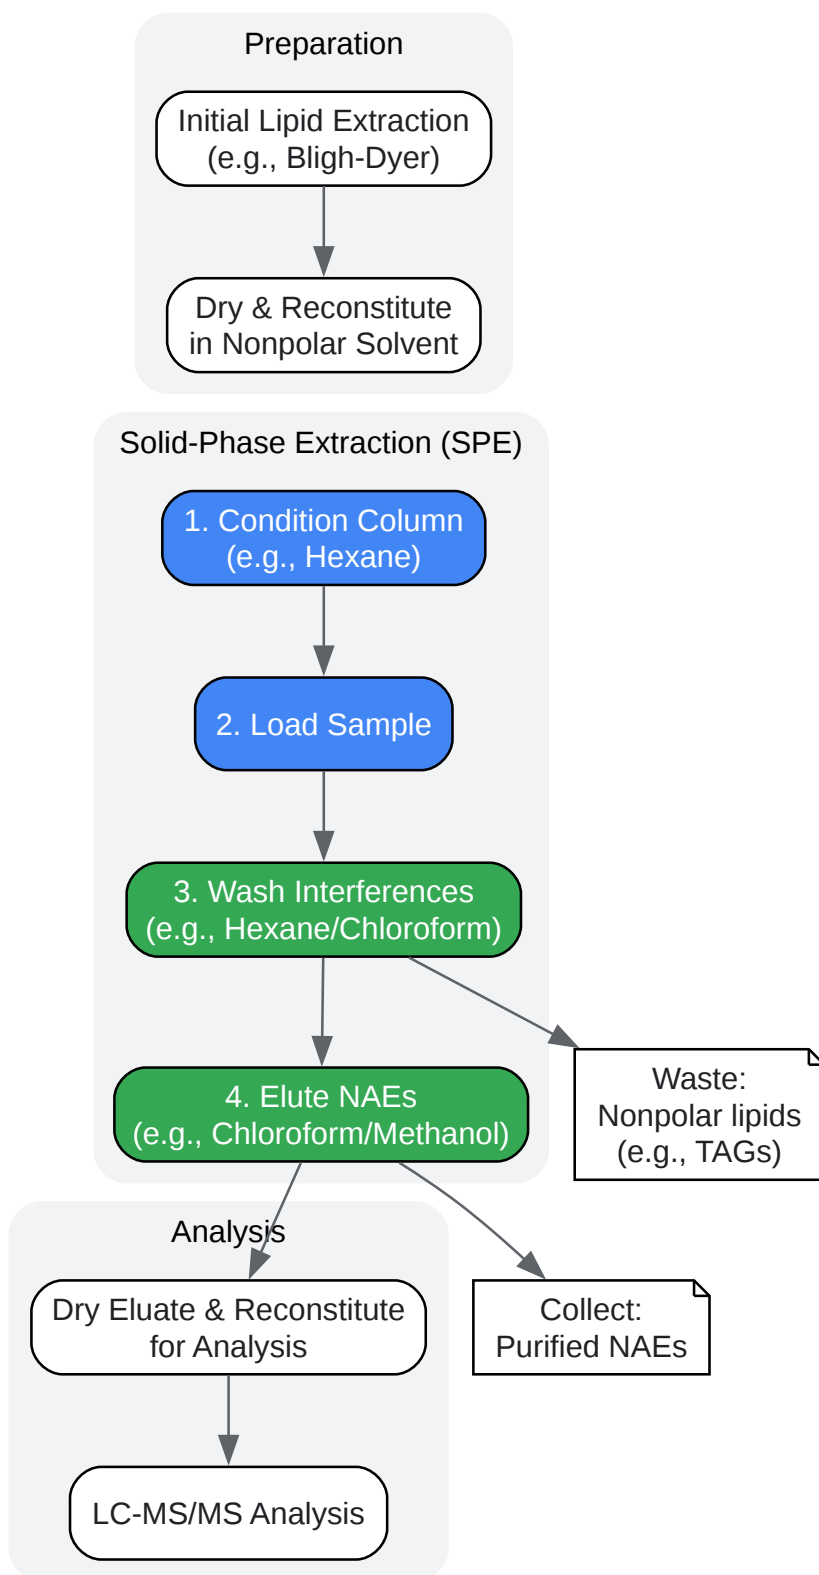 Preparation
Initial Lipid Extraction
(e.g., Bligh-Dyer)
Dry & Reconstitute
in Nonpolar Solvent
Solid-Phase Extraction (SPE)
1. Condition Column
(e.g., Hexane)
2. Load Sample
3. Wash Interferences
(e.g., Hexane/Chloroform)
4. Elute NAEs
(e.g., Chloroform/Methanol)
Waste:
Nonpolar lipids
(e.g., TAGs)
Analysis
Dry Eluate & Reconstitute
for Analysis
Collect:
Purified NAEs
LC-MS/MS Analysis